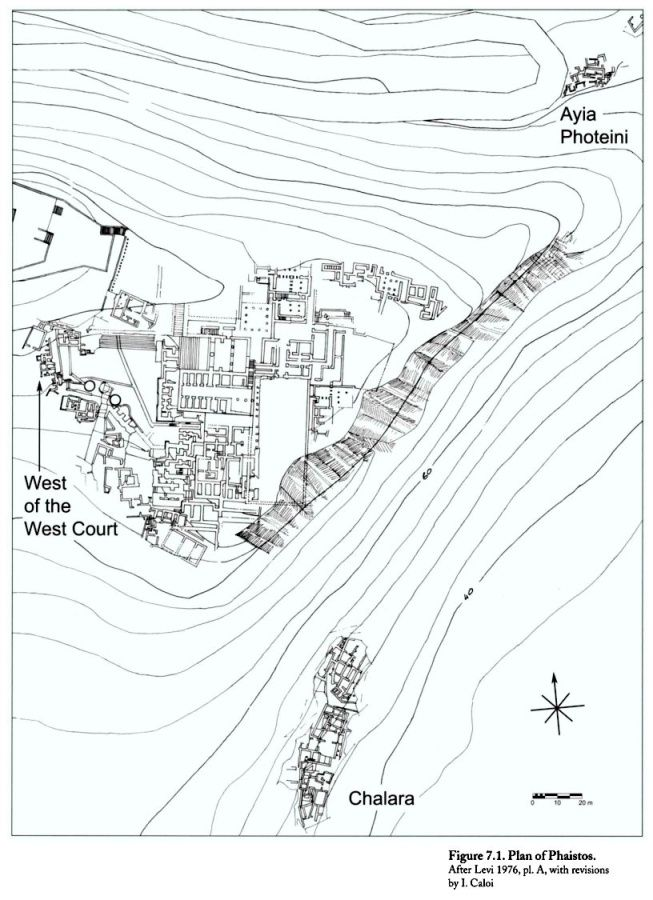 Ayia
Photeini
West
of the
West Court
60
40
Chalara
0 10 20 m
Figure 7.1. Plan of Phaistos.
After Levi 1976, pl. A, with revisions
by I. Caloi